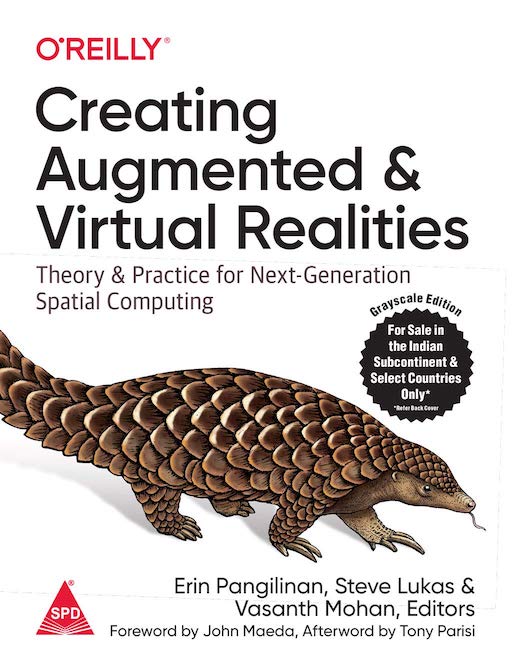 O'REILLY®
Creating
Augmented &
Virtual Realities
Theory & Practice for Next-Generation
Spatial Computing
Grayscale Edition
For Sale in
the Indian
Subcontinent &
Select Countries
Only*
*Refer Back Cover
Erin Pangilinan, Steve Lukas &
Vasanth Mohan, Editors
Foreword by John Maeda, Afterword by Tony Parisi
®
SPD